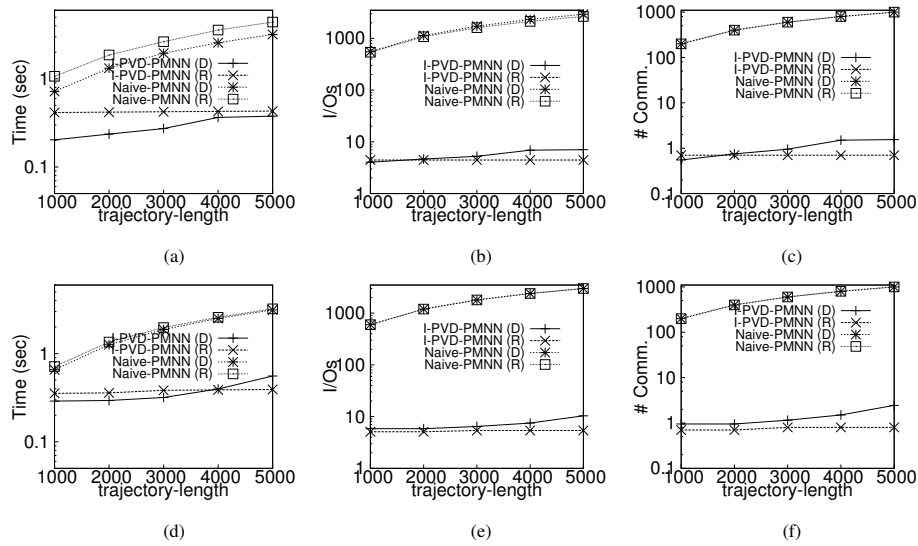 Time (sec)
1
0.1
I-PVD-PMNN (D)
I-PVD-PMNN (R)
Naive-PMNN (D)
Naive-PMNN (R)
1000 2000 3000 4000 5000
trajectory-length
(a)
I/Os
1000
100
10
1
I-PVD-PMNN (D)
I-PVD-PMNN (R)
Naive-PMNN (D)
Naive-PMNN (R)
1000 2000 3000 4000 5000
trajectory-length
(b)
# Comm.
1000
100
10
1
0.1
I-PVD-PMNN (D)
I-PVD-PMNN (R)
Naive-PMNN (D)
Naive-PMNN (R)
1000 2000 3000 4000 5000
trajectory-length
(c)
Time (sec)
1
0.1
I-PVD-PMNN (D)
I-PVD-PMNN (R)
Naive-PMNN (D)
Naive-PMNN (R)
1000 2000 3000 4000 5000
trajectory-length
(d)
I/Os
1000
100
10
1
I-PVD-PMNN (D)
I-PVD-PMNN (R)
Naive-PMNN (D)
Naive-PMNN (R)
1000 2000 3000 4000 5000
trajectory-length
(e)
# Comm.
1000
100
10
1
0.1
I-PVD-PMNN (D)
I-PVD-PMNN (R)
Naive-PMNN (D)
Naive-PMNN (R)
1000 2000 3000 4000 5000
trajectory-length
(f)